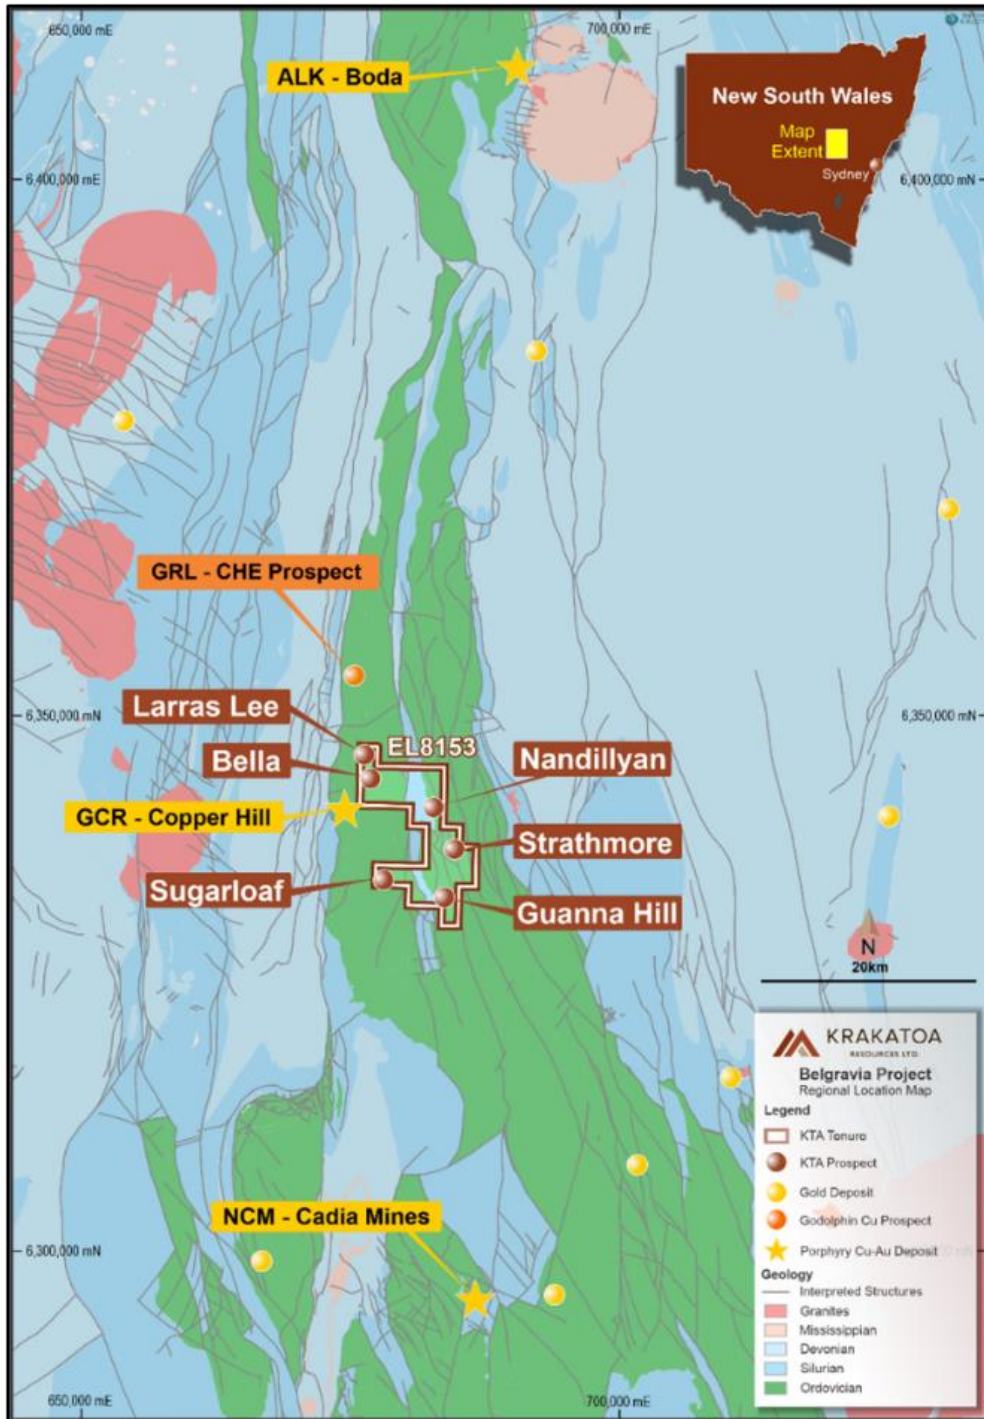 650,000 mE
700,000 mE
ALK - Boda
New South Wales
Map
Extent
Sydney
6,400,000 mE
6,400,000 mN
GRL - CHE Prospect
Larras Lee
6,350,000 mN
6,350,000 mN
EL8153
Bella
Nandillyan
GCR - Copper Hill
Strathmore
Sugarloaf
Guanna Hill
N
20km
KRAKATOA
RESOURCES LTD.
Belgravia Project
Regional Location Map
Legend
KTA Tenure
KTA Prospect
Gold Deposit
Godolphin Cu Prospect
Porphyry Cu-Au Deposit
Geology
Interpreted Structures
Granites
Mississippian
Devonian
Silurian
Ordovician
NCM - Cadia Mines
6,300,000 mN
650,000 mE
700,000 mE